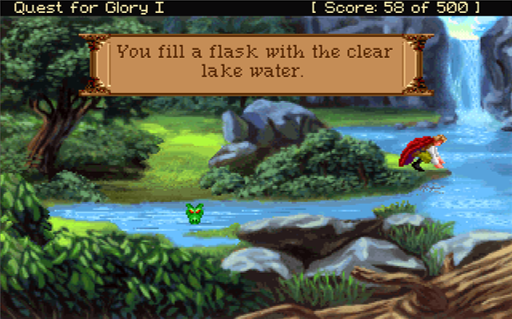 Quest for Glory I [ Score: 58 of 500 ]
You fill a flask with the clear
lake water.